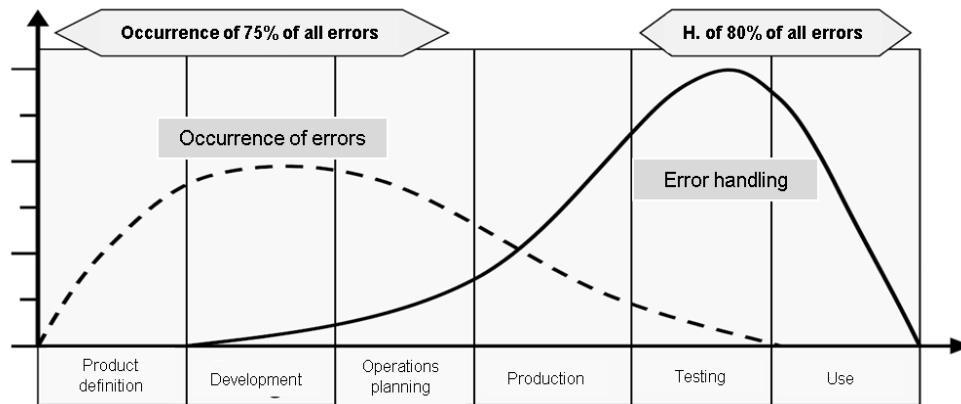 Occurrence of 75% of all errors
H. of 80% of all errors
Occurrence of errors
Error handling
Product
definition
Development
Operations
planning
Production
Testing
Use